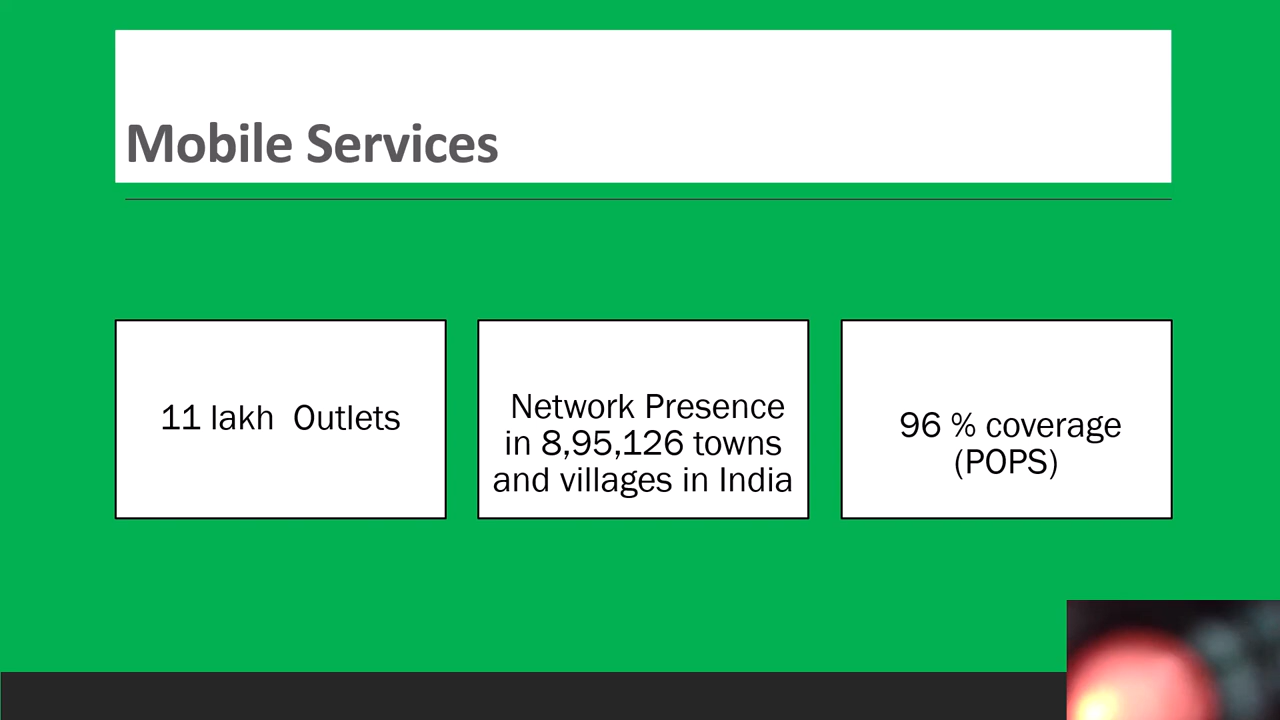 Mobile Services
11 lakh  Outlets
Network Presence
in 8,95,126 towns
and villages in India
96 % coverage
(POPS)